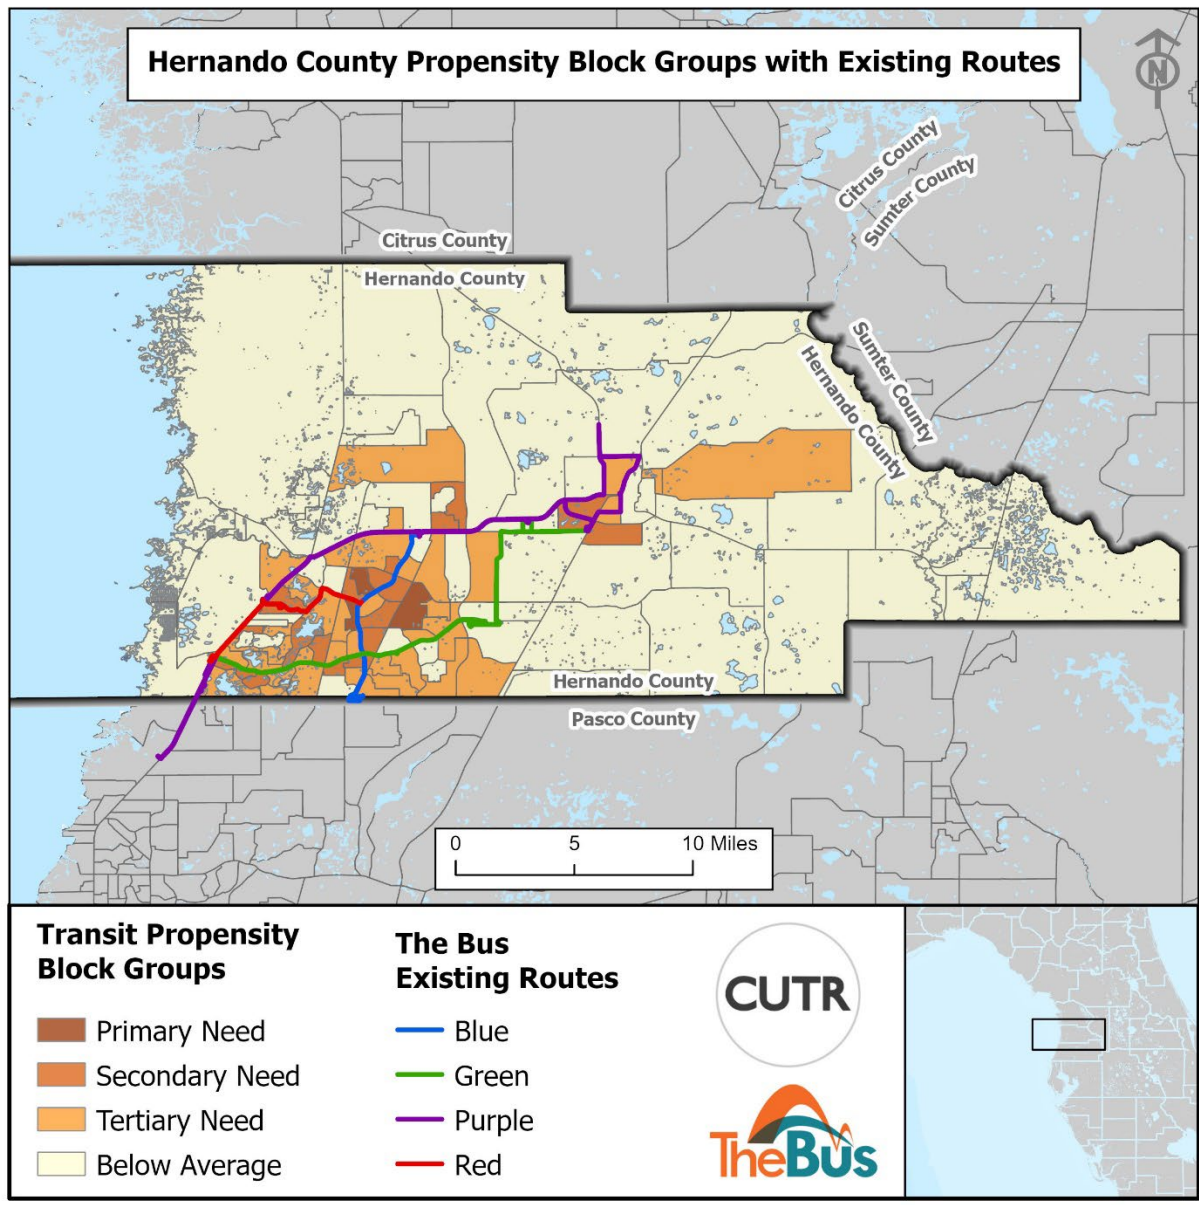 Hernando County Propensity Block Groups with Existing Routes
N
Citrus County
Sumter County
Citrus County
Hernando County
Sumter County
Hernando County
Hernando County
Pasco County
0 5 10 Miles
Transit Propensity
Block Groups
Primary Need
Secondary Need
Tertiary Need
Below Average
The Bus
Existing Routes
Blue
Green
Purple
Red
CUTR
TheBus